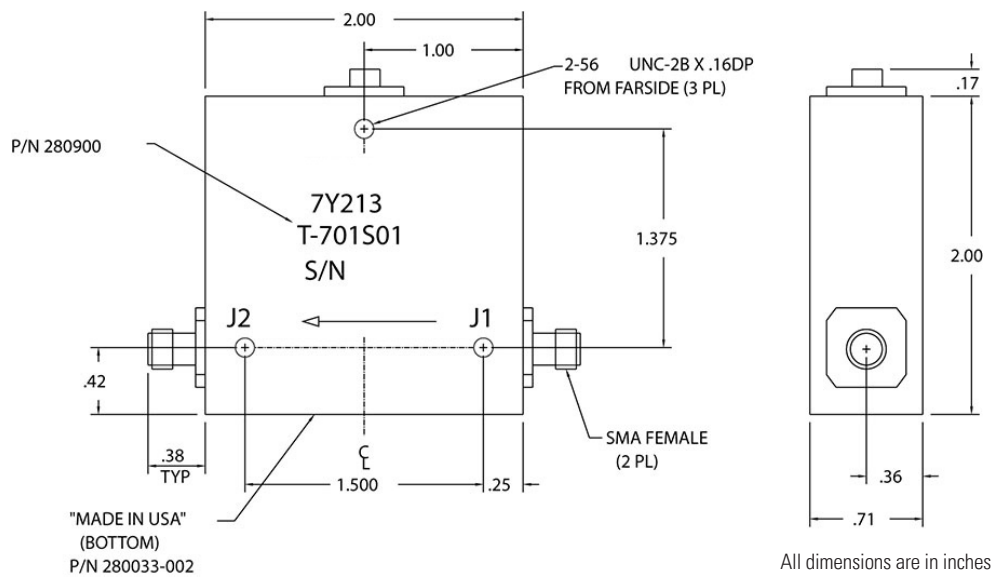 2.00
1.00
2-56 UNC-2B X .16DP
FROM FARSIDE (3 PL)
.17
P/N 280900
7Y213
T-701S01
S/N
1.375
2.00
J2
J1
.42
.38
TYP
CL
1.500
.25
SMA FEMALE
(2 PL)
.36
.71
"MADE IN USA"
(BOTTOM)
P/N 280033-002
All dimensions are in inches